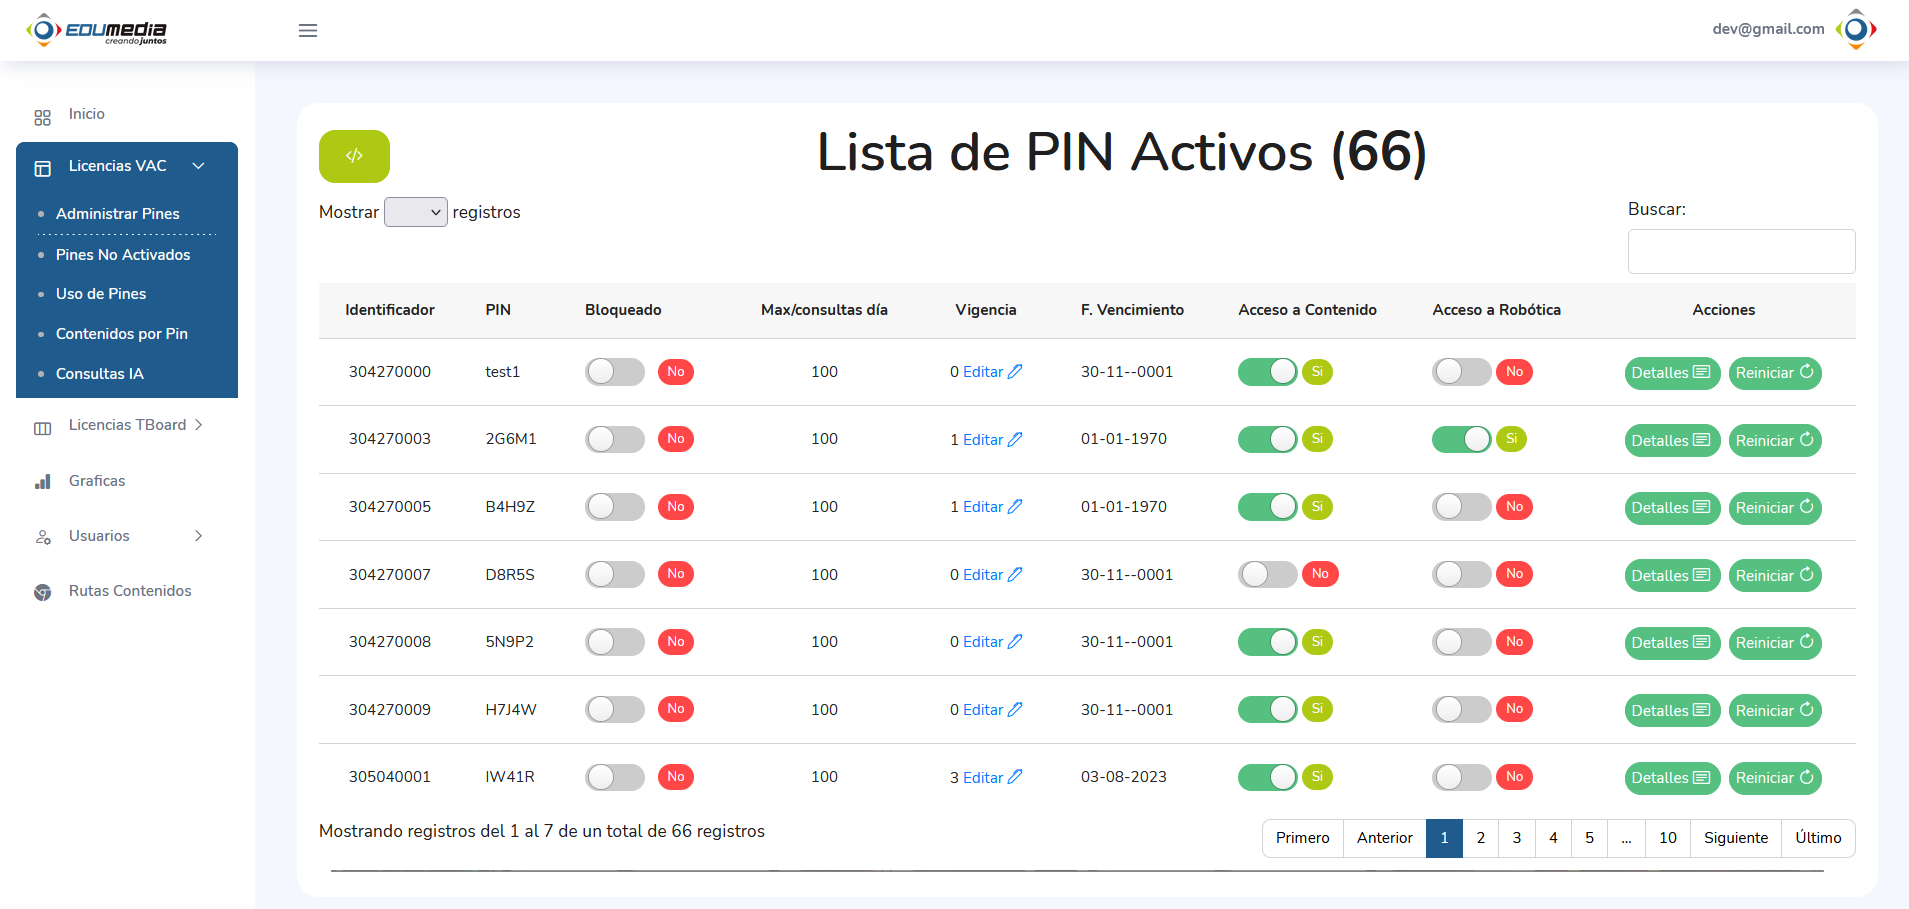 EDUmedia
creandojuntos
dev@gmail.com
Inicio
Licencias VAC
Administrar Pines
Pines No Activados
Uso de Pines
Contenidos por Pin
Consultas IA
Licencias TBoard
Graficas
Usuarios
Rutas Contenidos
</> Lista de PIN Activos (66)
Mostrar registros
Buscar:
Identificador PIN Bloqueado Max/consultas día Vigencia F. Vencimiento Acceso a Contenido Acceso a Robótica Acciones
304270000 test1 No 100 0 Editar 30-11--0001 Si No Detalles Reiniciar
304270003 2G6M1 No 100 1 Editar 01-01-1970 Si Si Detalles Reiniciar
304270005 B4H9Z No 100 1 Editar 01-01-1970 Si No Detalles Reiniciar
304270007 D8R5S No 100 0 Editar 30-11--0001 No No Detalles Reiniciar
304270008 5N9P2 No 100 0 Editar 30-11--0001 Si No Detalles Reiniciar
304270009 H7J4W No 100 0 Editar 30-11--0001 Si No Detalles Reiniciar
305040001 IW41R No 100 3 Editar 03-08-2023 Si No Detalles Reiniciar
Mostrando registros del 1 al 7 de un total de 66 registros
Primero Anterior 1 2 3 4 5 ... 10 Siguiente Último